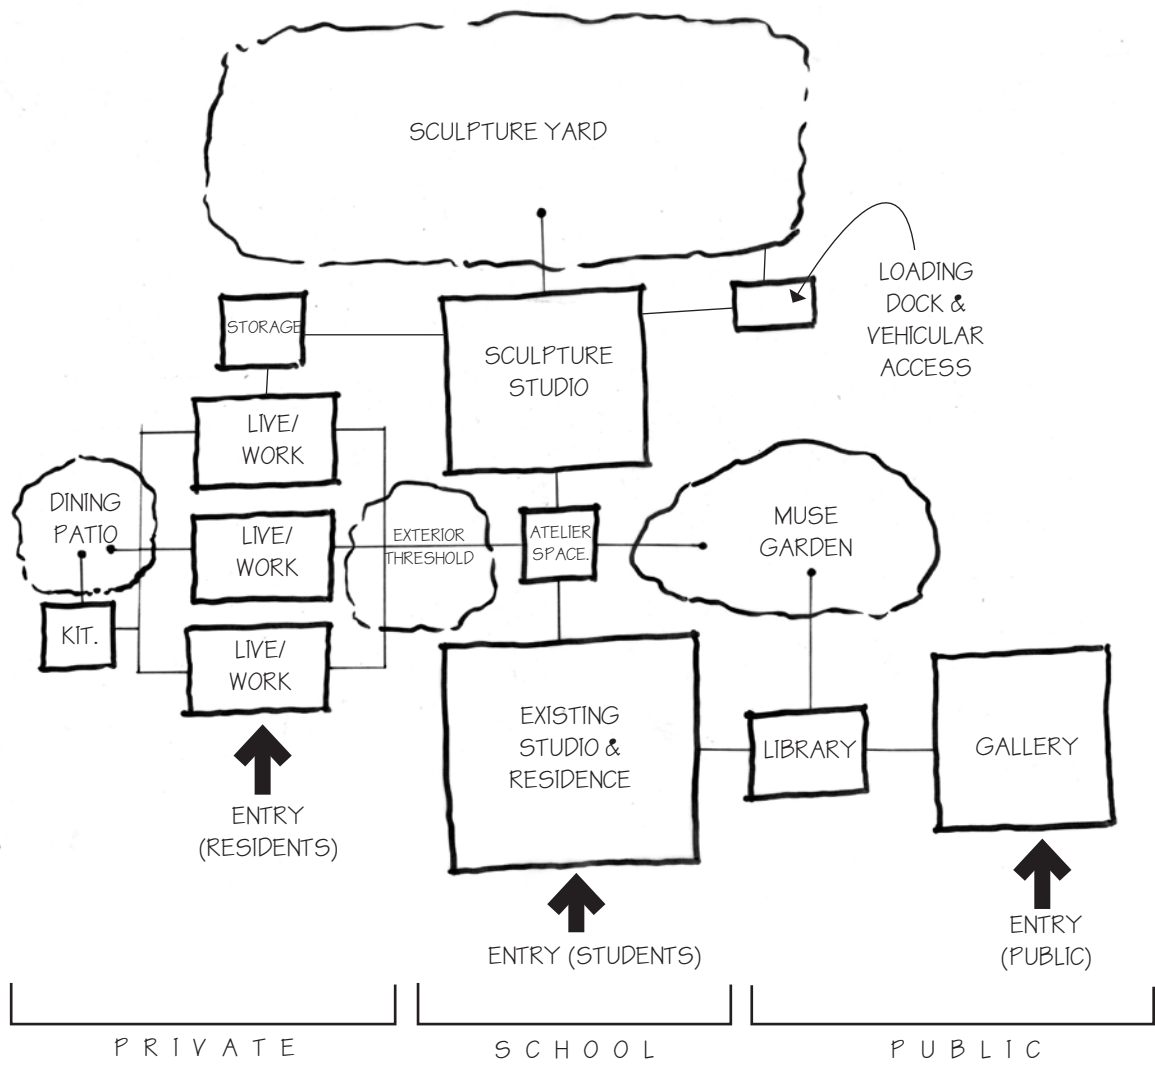 SCULPTURE YARD
LOADING
DOCK &
VEHICULAR
ACCESS
STORAGE
SCULPTURE
STUDIO
LIVE/
WORK
DINING
PATIO
LIVE/
WORK
EXTERIOR
THRESHOLD
ATELIER
SPACE.
MUSE
GARDEN
KIT.
LIVE/
WORK
EXISTING
STUDIO &
RESIDENCE
LIBRARY
GALLERY
ENTRY
(RESIDENTS)
ENTRY (STUDENTS)
ENTRY
(PUBLIC)
PRIVATE
SCHOOL
PUBLIC